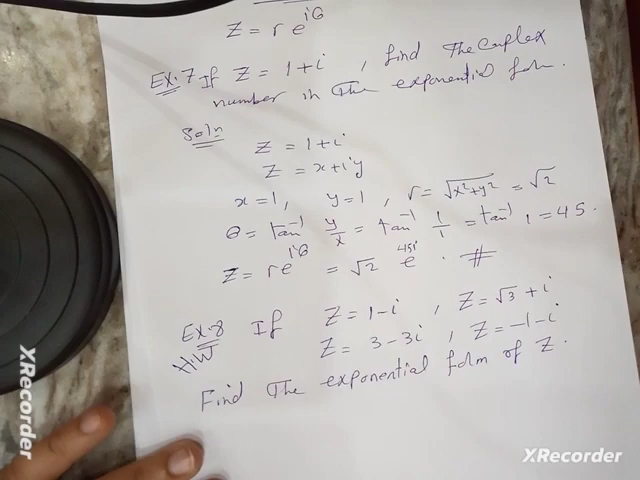 Z = r e^{iθ}
Ex.7 If Z = 1+i , find The Complex
number in The exponential form.
Soln
Z = 1+i
Z = x+iy
x=1, y=1 , r = √x²+y² = √2
θ = tan⁻¹ y/x = tan⁻¹ 1/1 = tan⁻¹ 1 = 45.
Z = re^{iθ} = √2 e^{45i} . #
Ex.8 If Z = 1-i , Z = √3 + i
H.W Z = 3-3i , Z = -1-i
Find The exponential form of Z.
XRecorder
XRecorder